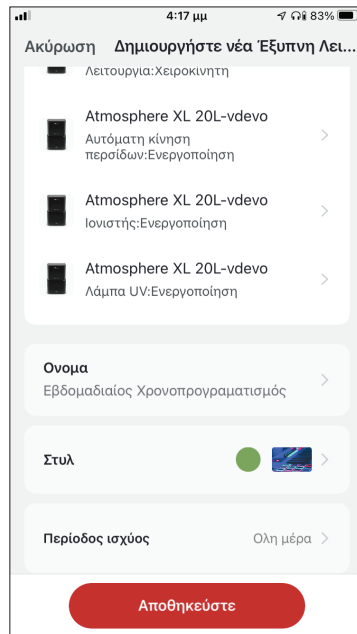 4:17 μμ
83%
Ακύρωση Δημιουργήστε νέα Έξυπνη Λει...
Λειτουργία:Χειροκίνητη
Atmosphere XL 20L-vdevo
Αυτόματη κίνηση
περσίδων:Ενεργοποίηση
Atmosphere XL 20L-vdevo
Ιονιστής:Ενεργοποίηση
Atmosphere XL 20L-vdevo
Λάμπα UV:Ενεργοποίηση
Ονομα
Εβδομαδιαίος Χρονοπρογραματισμός
Στυλ
Περίοδος ισχύος
Ολη μέρα
Αποθηκεύστε